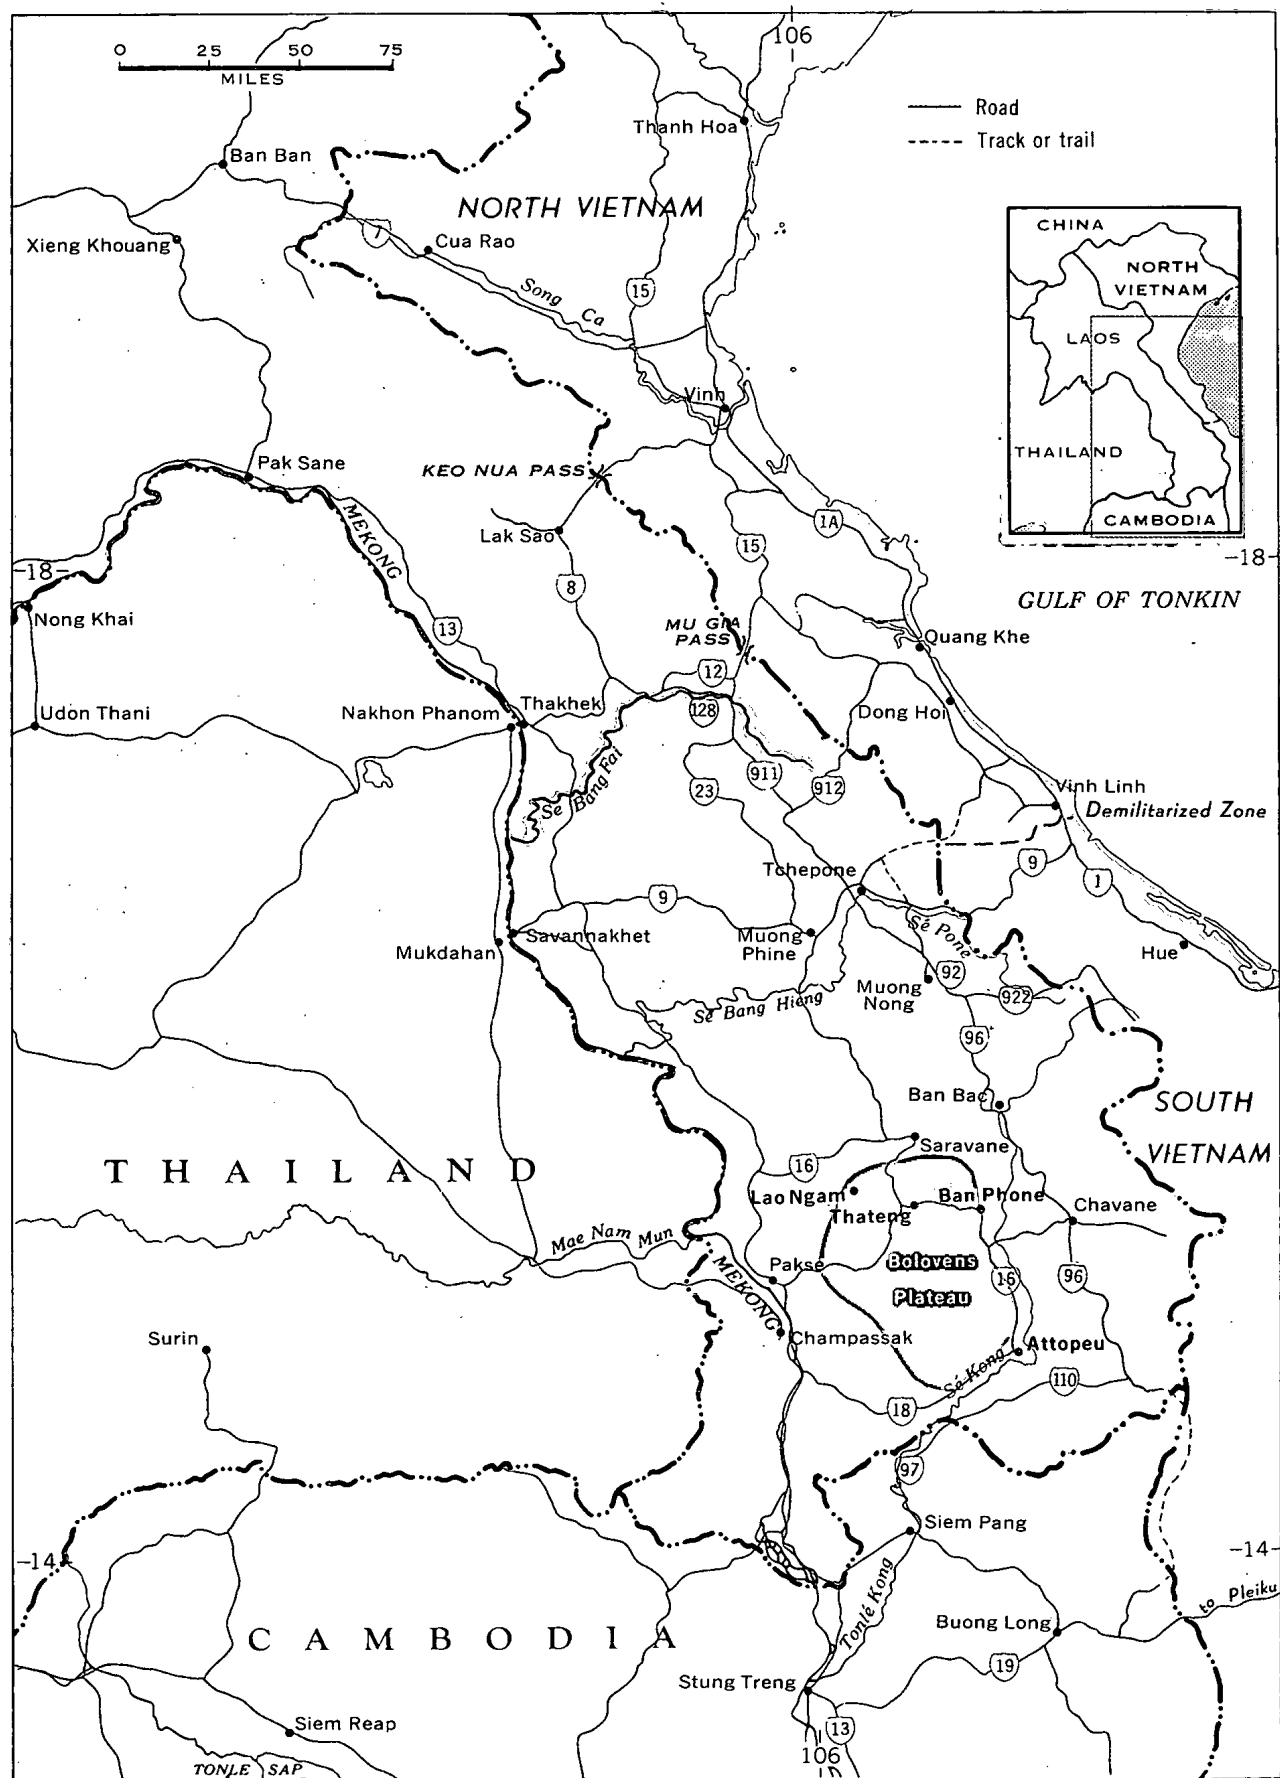 106
0 25 50 75
MILES
Road
Track or trail
Thanh Hoa
Ban Ban
NORTH VIETNAM
7
Cua Rao
Xieng Khouang
Song Ca
15
CHINA
NORTH
VIETNAM
LAOS
THAILAND
CAMBODIA
Vinh
Pak Sane
KEO NUA PASS
MEKONG
1A
Lak Sao
15
18
18
8
GULF OF TONKIN
Nong Khai
13
MU GIA
PASS
Quang Khe
12
Udon Thani
Nakhon Phanom
Thakhek
128
Dong Hoi
Se Bang Fai
23
911
912
Vinh Linh
Demilitarized Zone
Tchepone
9
1
9
Mukdahan
Savannakhet
Muong
Phine
Sé Pone
Hue
Muong
Nong
92
922
Se Bang Hieng
96
Ban Bac
SOUTH
VIETNAM
THAILAND
16
Saravane
Lao Ngam
Thateng
Ban Phone
Chavane
Mae Nam Mun
MEKONG
Pakse
Bolovens
Plateau
16
96
Surin
Champassak
Attopeu
Sé Kong
110
18
97
Siem Pang
14
14
to Pleiku
Tonlé Kong
CAMBODIA
Buong Long
19
Stung Treng
Siem Reap
13
106
TONLE SAP